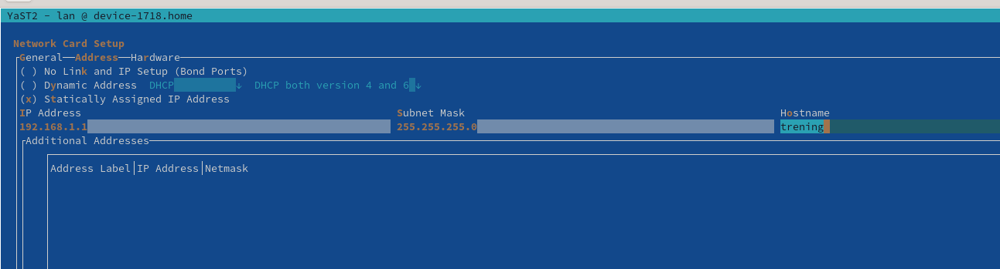 YaST2 - lan @ device-1718.home
Network Card Setup
General Address Hardware
( ) No Link and IP Setup (Bond Ports)
( ) Dynamic Address DHCP↓ DHCP both version 4 and 6↓
(x) Statically Assigned IP Address
IP Address Subnet Mask Hostname
192.168.1.1 255.255.255.0 trening
Additional Addresses
Address Label IP Address Netmask